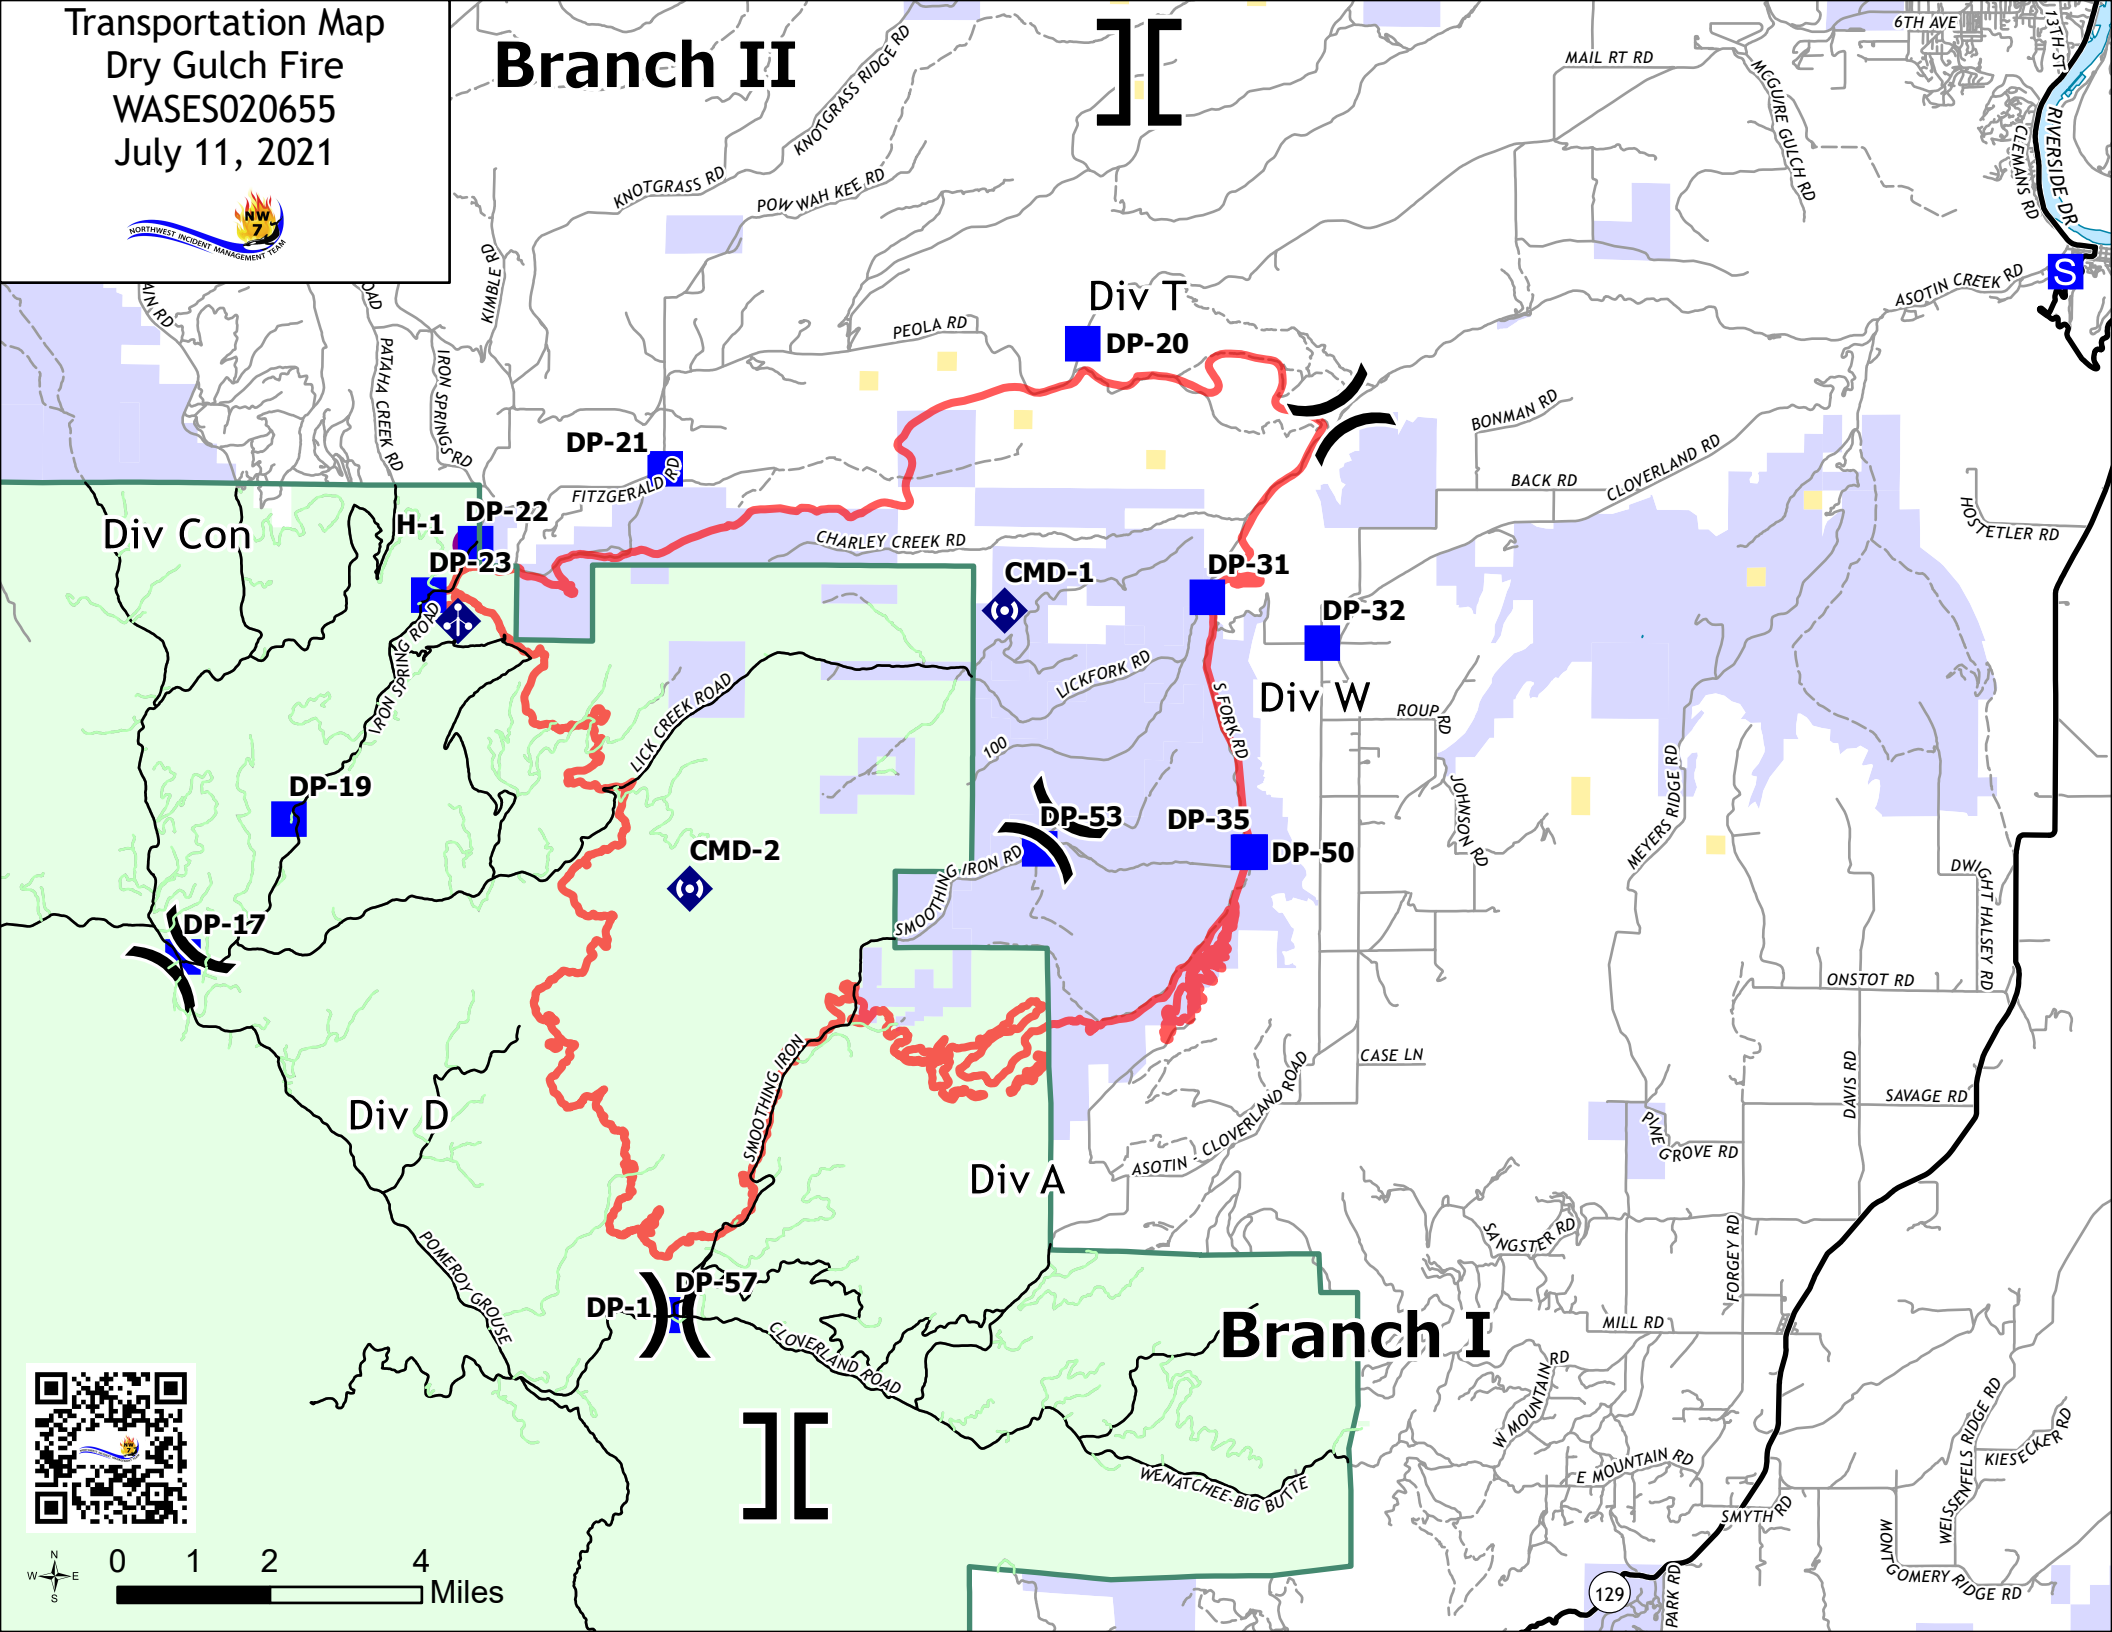 Transportation Map
Dry Gulch Fire
WASES020655
July 11, 2021
NW
7
NORTHWEST INCIDENT MANAGEMENT TEAM
Branch II
KNOTGRASS RIDGE RD
KNOTGRASS RD
POW WAH KEE RD
KIMBLE RD
MAIL RT RD
MCGUIRE GULCH RD
6TH AVE
13TH ST
RIVERSIDE DR
CLEMANS RD
ASOTIN CREEK RD
S
AIN RD
OAD
PATAHA CREEK RD
IRON SPRINGS RD
Div T
PEOLA RD
DP-20
DP-21
FITZGERALD RD
BONMAN RD
BACK RD
CLOVERLAND RD
HOSTETLER RD
Div Con
H-1
DP-22
DP-23
CHARLEY CREEK RD
CMD-1
DP-31
DP-32
IRON SPRING ROAD
LICK CREEK ROAD
LICKFORK RD
100
S FORK RD
Div W
ROUP RD
JOHNSON RD
MEYERS RIDGE RD
DP-19
CMD-2
DP-53
DP-35
DP-50
SMOOTHING IRON RD
DP-17
DWIGHT HALSEY RD
ONSTOT RD
SMOOTHING IRON
CASE LN
DAVIS RD
SAVAGE RD
Div D
Div A
ASOTIN - CLOVERLAND ROAD
PINE GROVE RD
SANGSTER RD
FORGEY RD
POMEROY GROUSE
DP-57
DP-1
CLOVERLAND ROAD
Branch I
MILL RD
W MOUNTAIN RD
E MOUNTAIN RD
WENATCHEE-BIG BUTTE
SMYTH RD
WEISSENFELS RIDGE RD
KIESECKER RD
MONTGOMERY RIDGE RD
PARK RD
129
N
W E
S
0 1 2 4
Miles